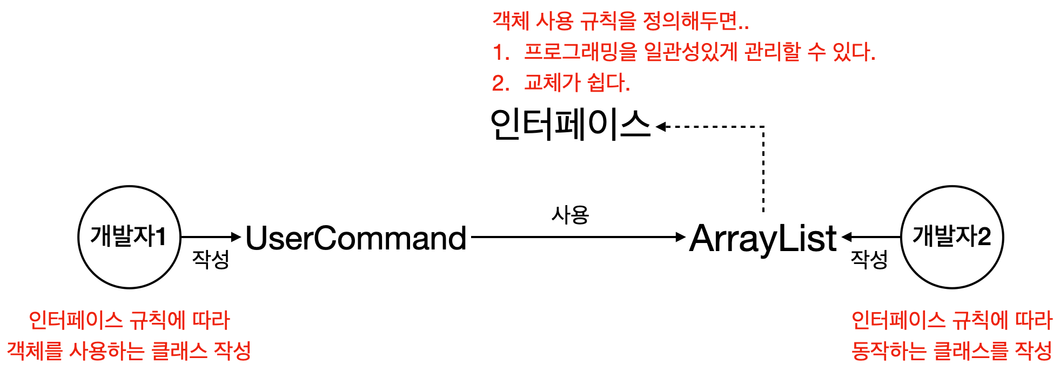 객체 사용 규칙을 정의해두면..
1. 프로그래밍을 일관성있게 관리할 수 있다.
2. 교체가 쉽다.
인터페이스
개발자1
작성
UserCommand
사용
ArrayList
작성
개발자2
인터페이스 규칙에 따라
객체를 사용하는 클래스 작성
인터페이스 규칙에 따라
동작하는 클래스를 작성